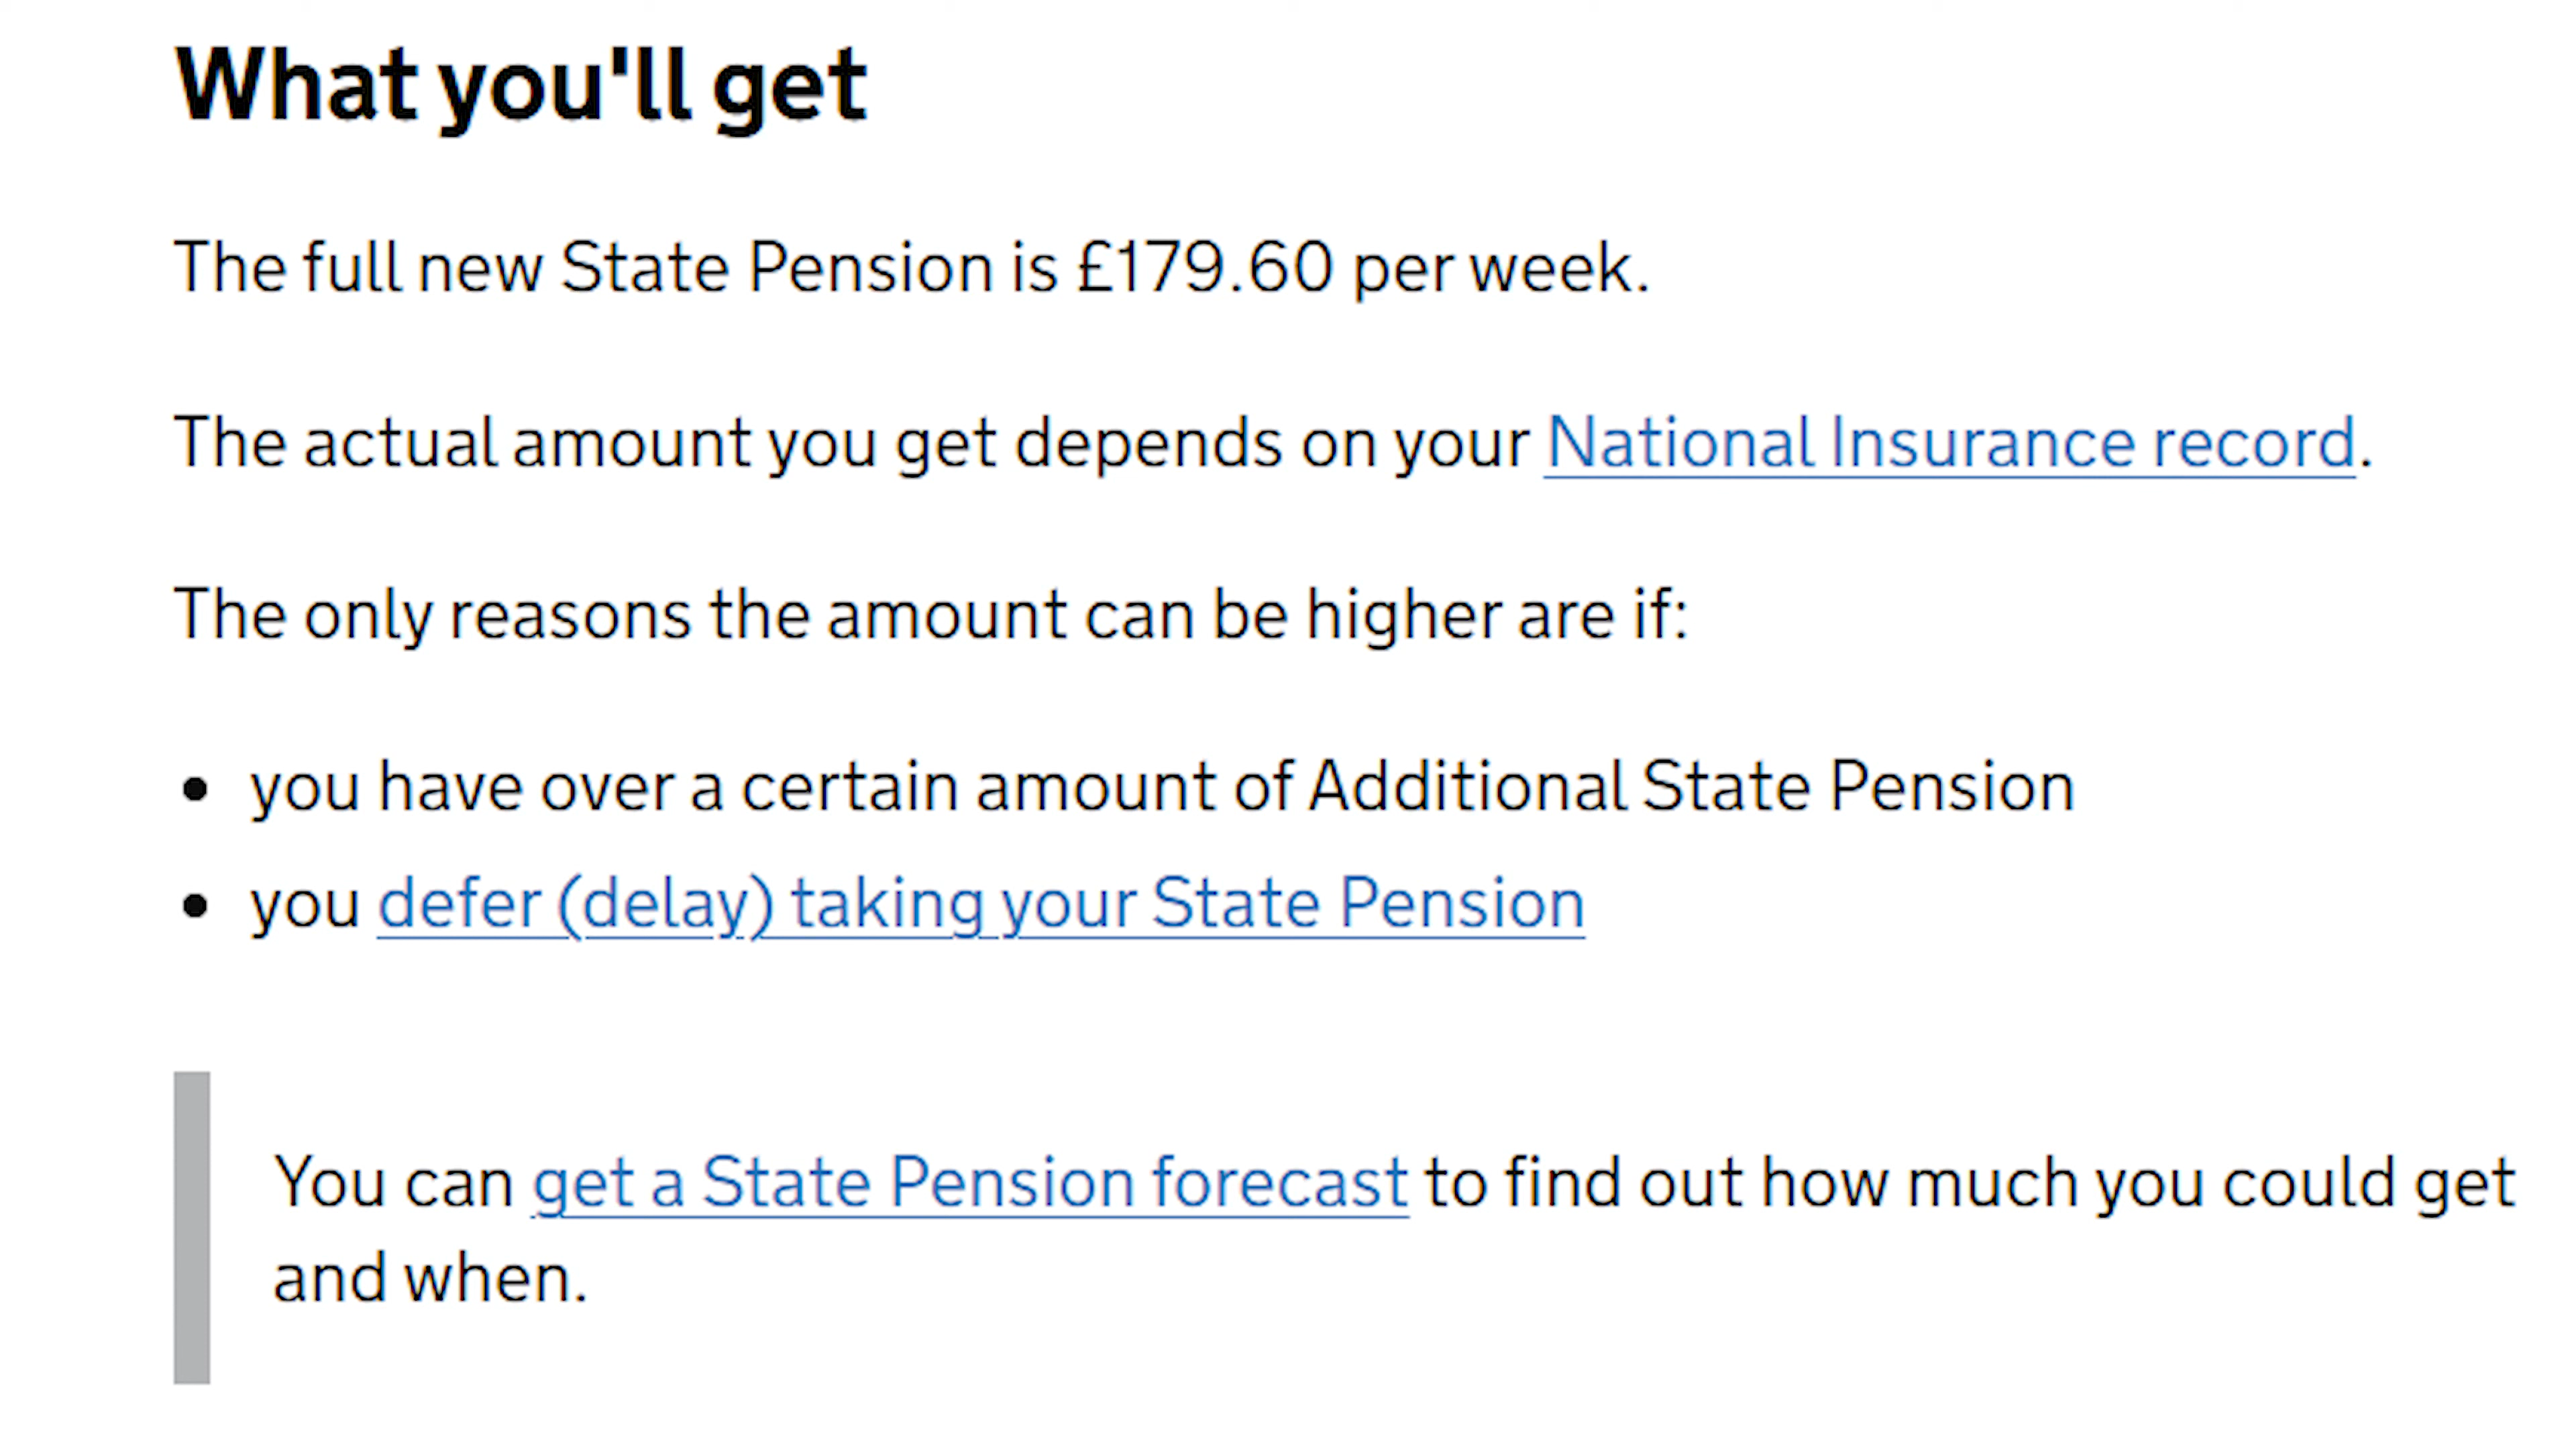 What you'll get
The full new State Pension is £179.60 per week.
The actual amount you get depends on your National Insurance record.
The only reasons the amount can be higher are if:
• you have over a certain amount of Additional State Pension
• you defer (delay) taking your State Pension
You can get a State Pension forecast to find out how much you could get
and when.